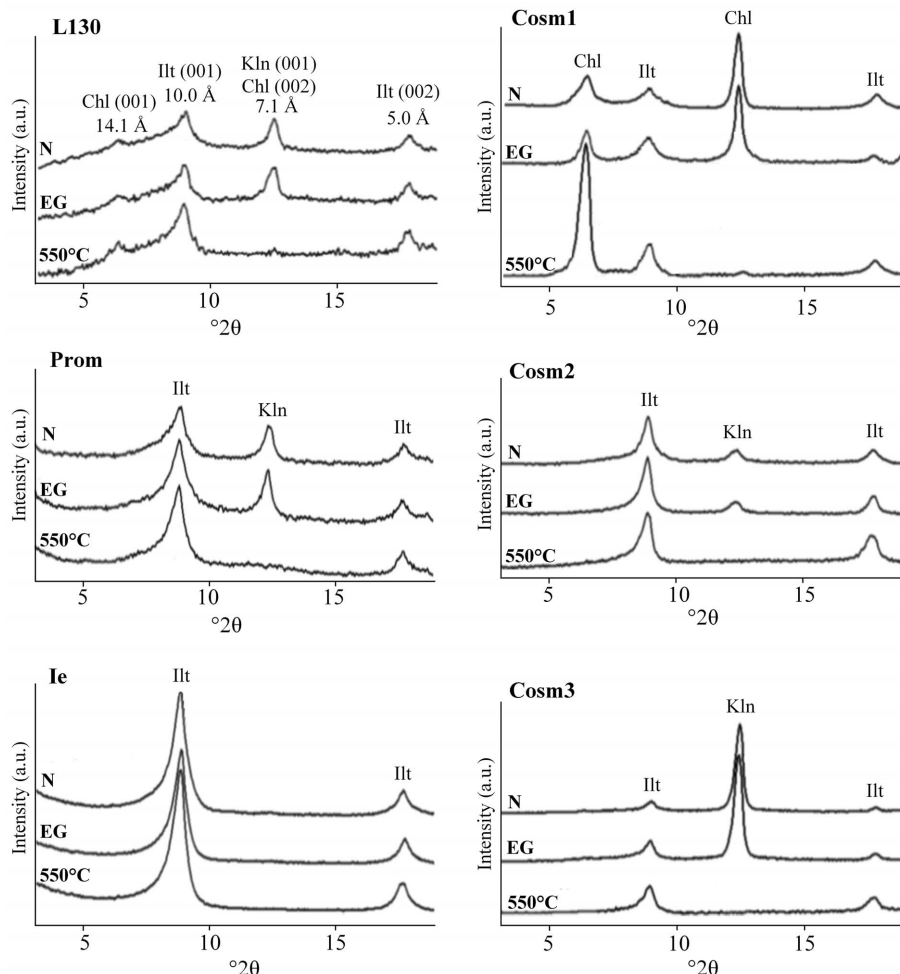 L130
Chl (001)
14.1 Å
Ilt (001)
10.0 Å
Kln (001)
Chl (002)
7.1 Å
Ilt (002)
5.0 Å
N
EG
550°C
Intensity (a.u.)
5 10 15
°2θ
Cosm1
Chl
Ilt
Chl
Ilt
N
EG
550°C
Intensity (a.u.)
5 10 15
°2θ
Prom
Ilt
Kln
Ilt
N
EG
550°C
Intensity (a.u.)
5 10 15
°2θ
Cosm2
Ilt
Kln
Ilt
N
EG
550°C
Intensity (a.u.)
5 10 15
°2θ
Ie
Ilt
Ilt
N
EG
550°C
Intensity (a.u.)
5 10 15
°2θ
Cosm3
Ilt
Kln
Ilt
N
EG
550°C
Intensity (a.u.)
5 10 15
°2θ